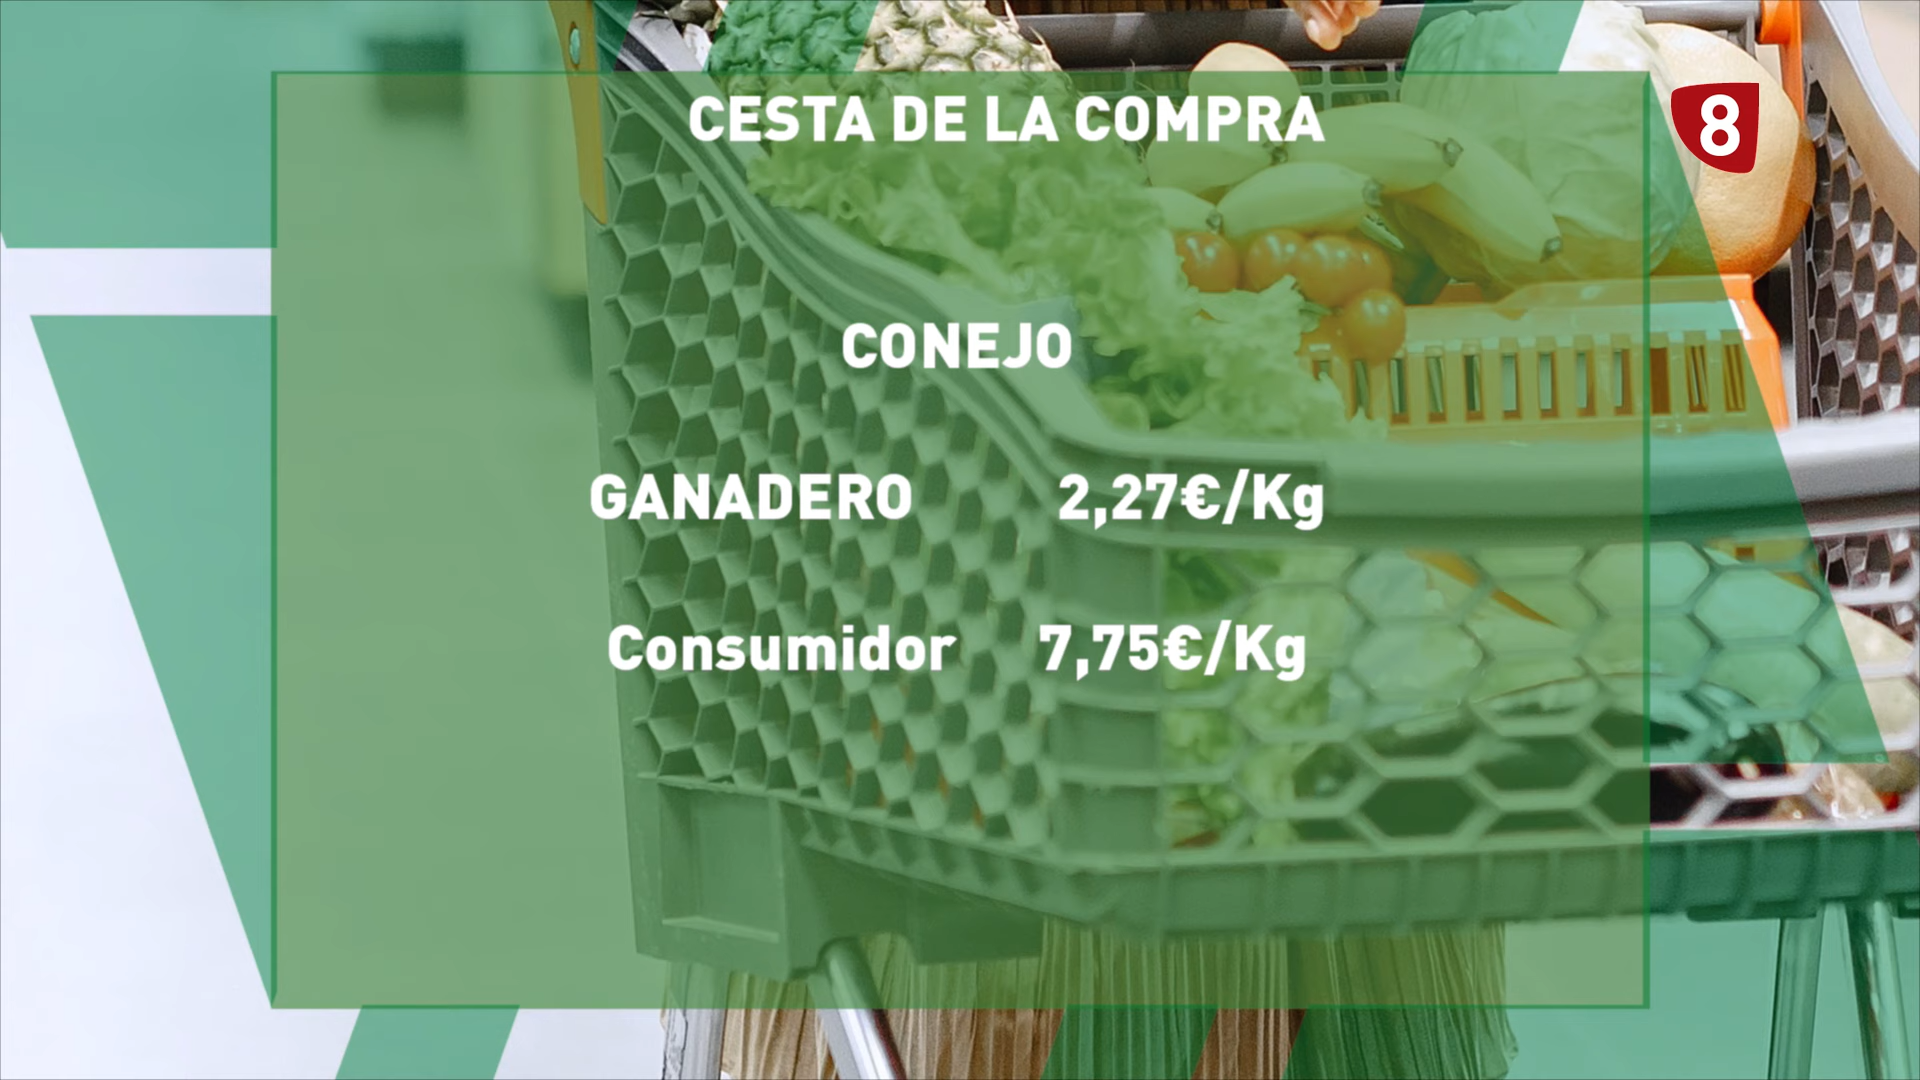 CESTA DE LA COMPRA
8
CONEJO
GANADERO 2,27€/Kg
Consumidor 7,75€/Kg